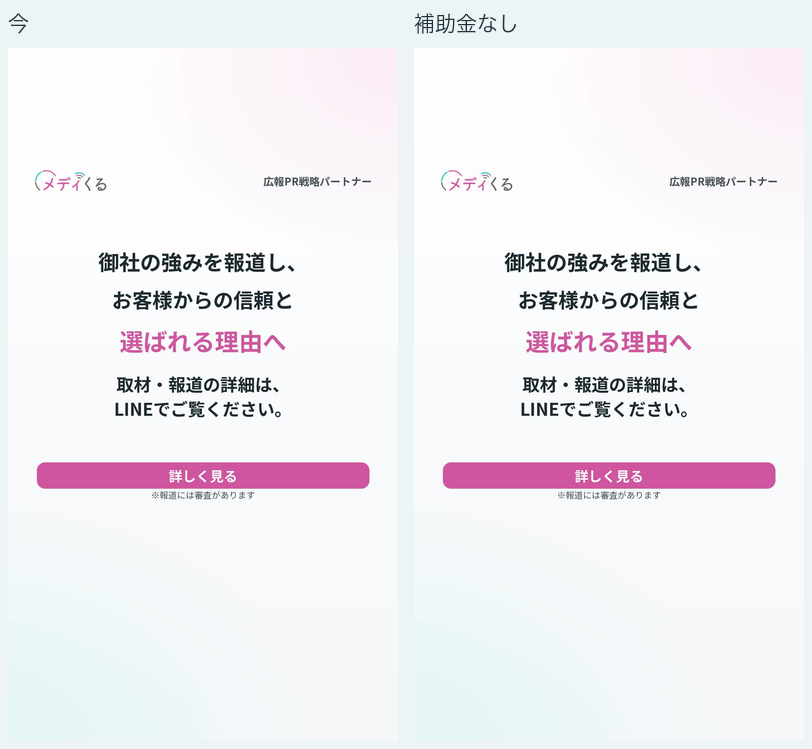 今
メディくる
広報PR戦略パートナー
御社の強みを報道し、
お客様からの信頼と
選ばれる理由へ
取材・報道の詳細は、
LINEでご覧ください。
詳しく見る
※報道には審査があります
補助金なし
メディくる
広報PR戦略パートナー
御社の強みを報道し、
お客様からの信頼と
選ばれる理由へ
取材・報道の詳細は、
LINEでご覧ください。
詳しく見る
※報道には審査があります